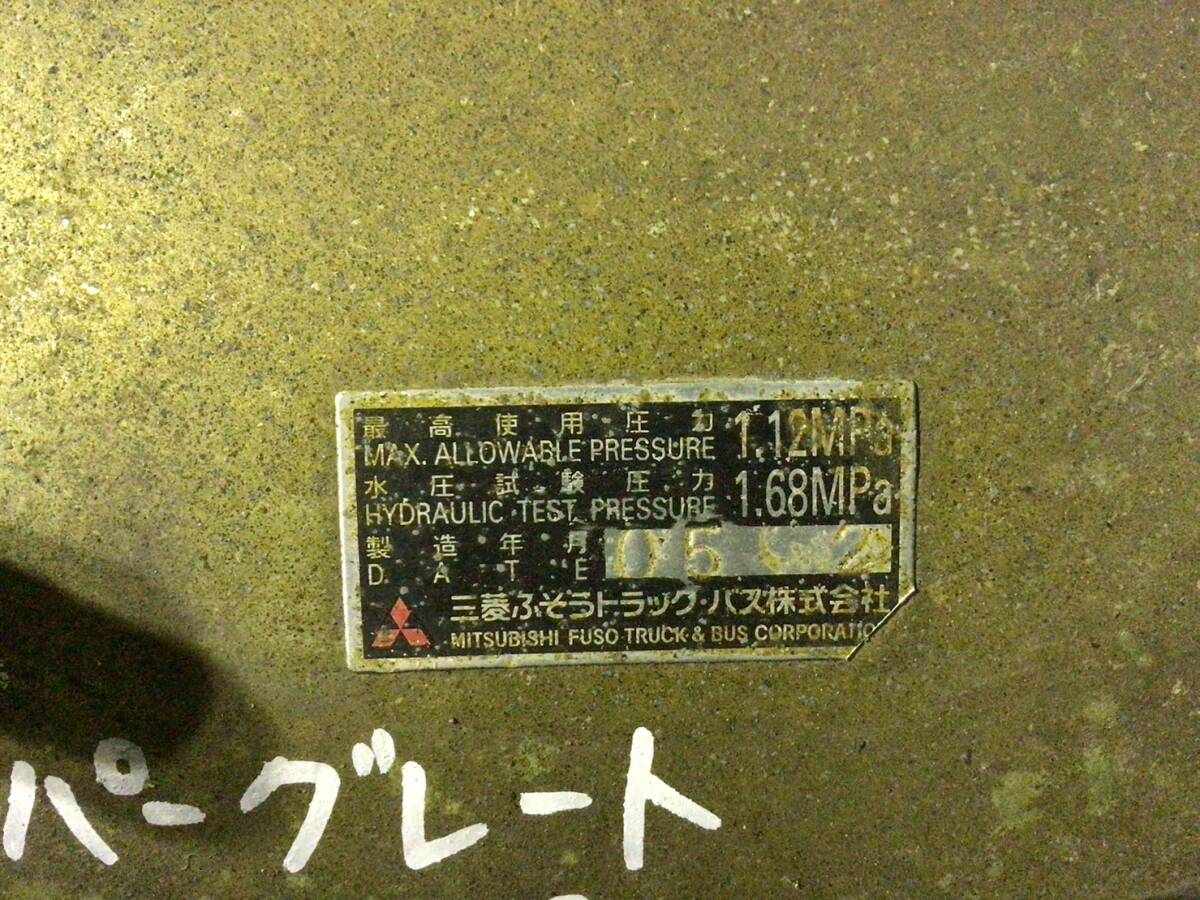 最高使用圧力
MAX. ALLOWABLE PRESSURE 1.12MPa
水圧試験圧力
HYDRAULIC TEST PRESSURE 1.68MPa
製造年月
DATE 05 2
三菱ふそうトラック・バス株式会社
MITSUBISHI FUSO TRUCK & BUS CORPORATIO
パーグレート